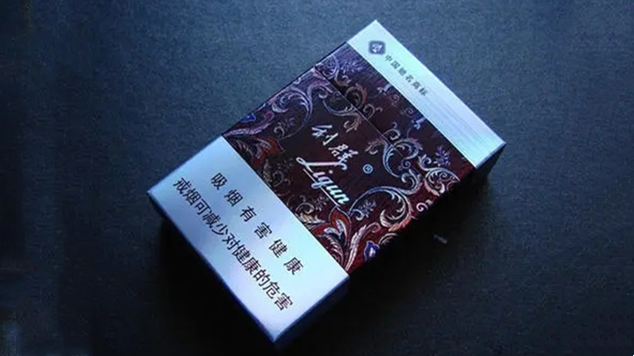 中国驰名商标
利群
Liqun
®
吸烟有害健康
戒烟可减少对健康的危害